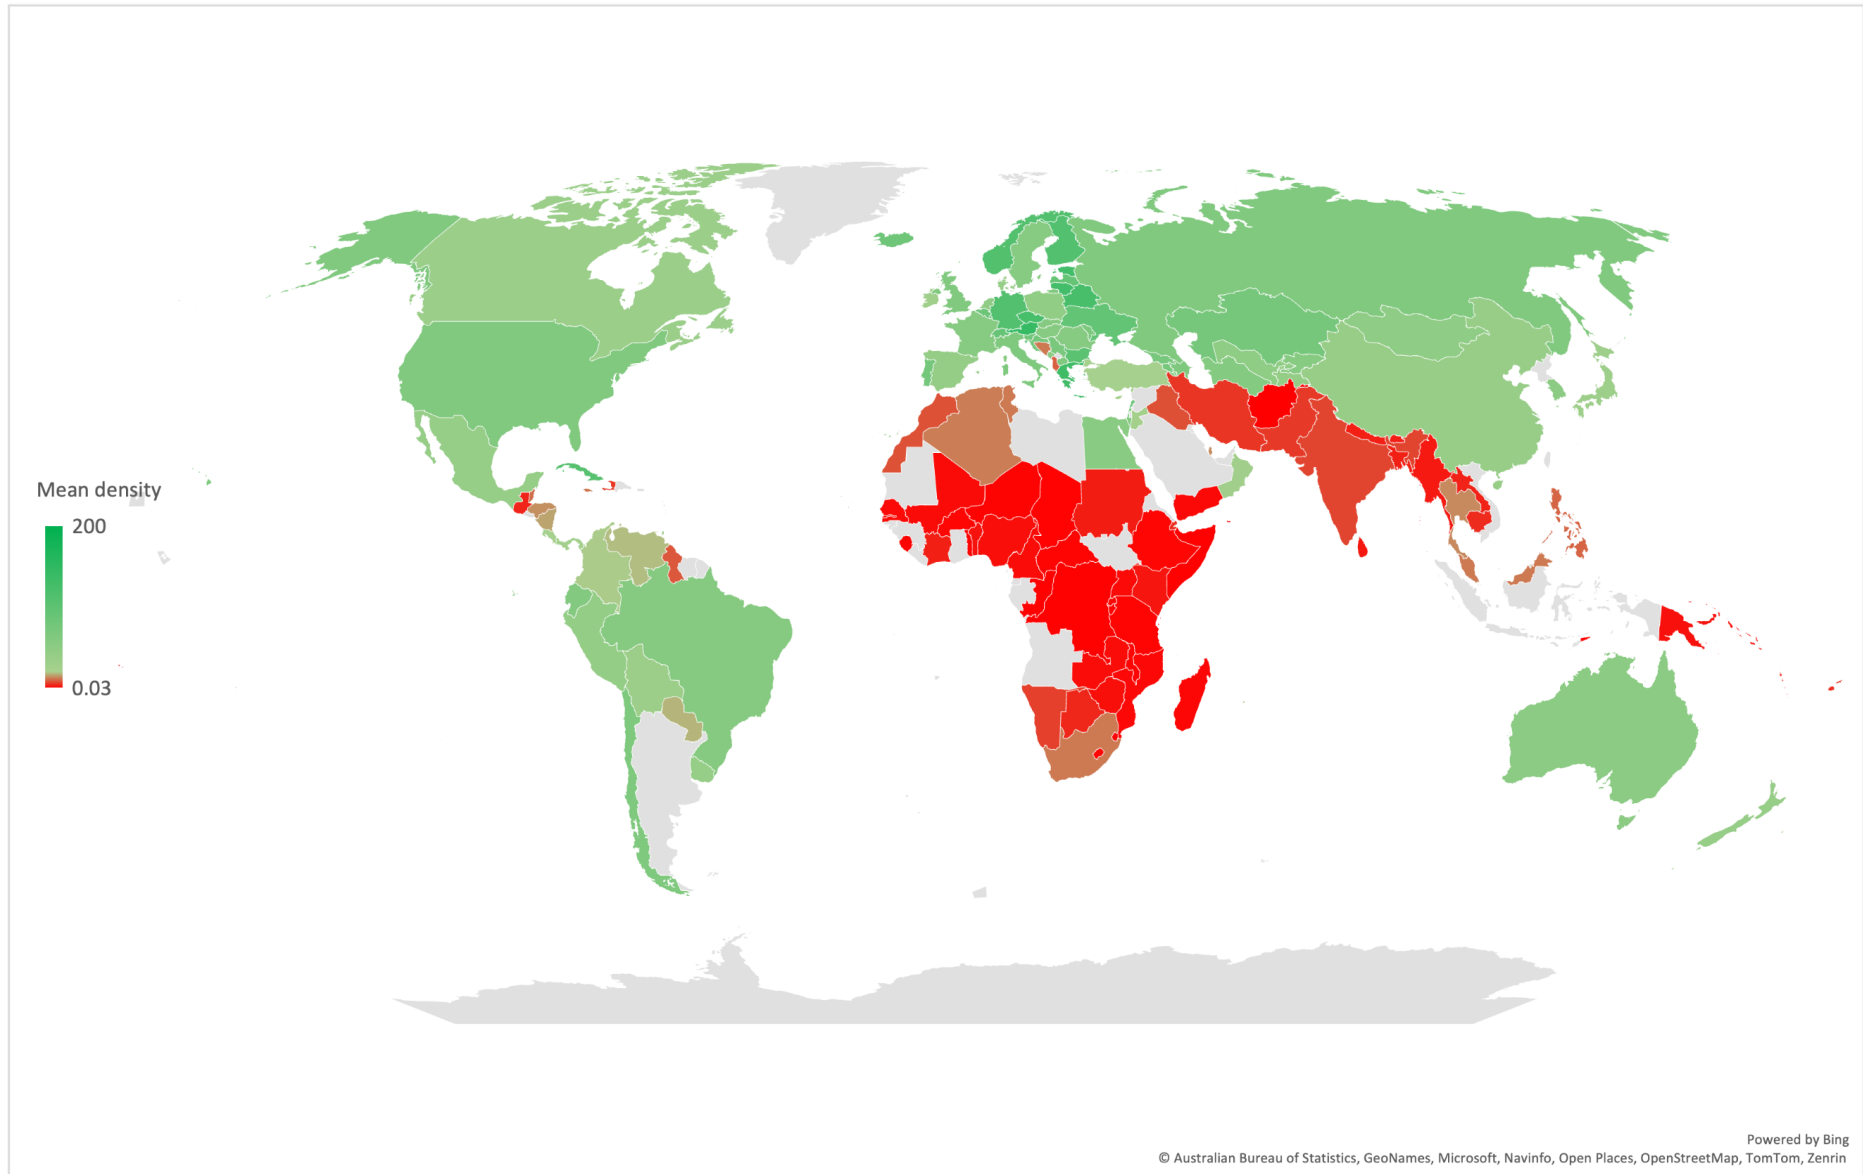 Mean density
200
0.03
Powered by Bing
© Australian Bureau of Statistics, GeoNames, Microsoft, Navinfo, Open Places, OpenStreetMap, TomTom, Zenrin